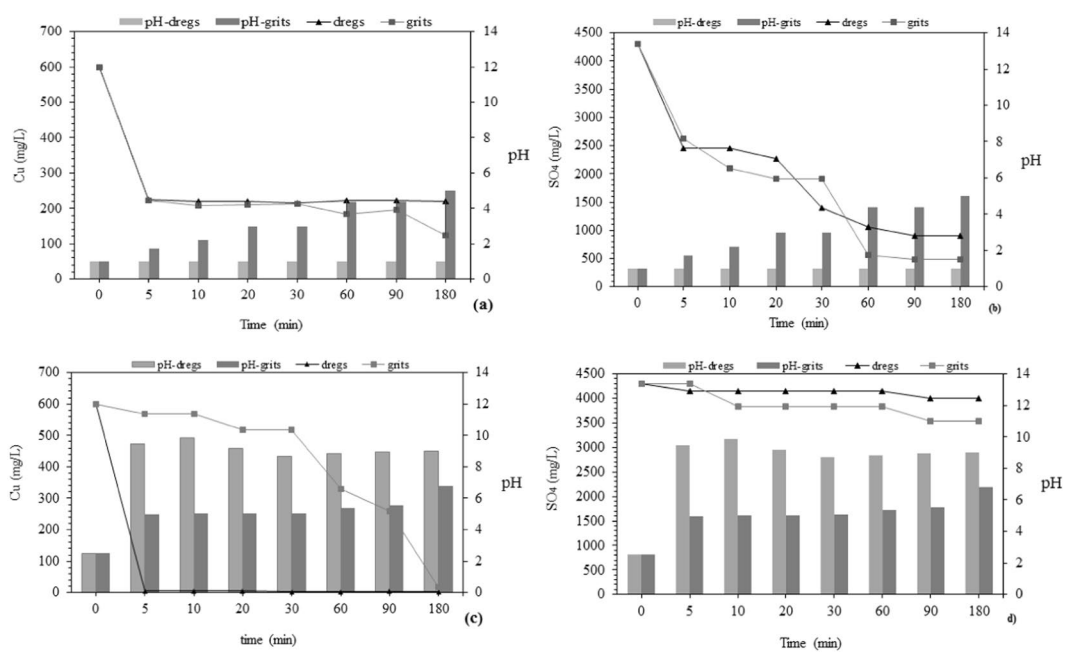 pH-dregs pH-grits dregs grits
700
600
500
400
300
200
100
0
Cu (mg/L)
14
12
10
8
6
4
2
0
pH
0 5 10 20 30 60 90 180
Time (min)
(a)
pH-dregs pH-grits dregs grits
4500
4000
3500
3000
2500
2000
1500
1000
500
0
SO4 (mg/L)
14
12
10
8
6
4
2
0
pH
0 5 10 20 30 60 90 180
Time (min)
(b)
pH-dregs pH-grits dregs grits
700
600
500
400
300
200
100
0
Cu (mg/L)
14
12
10
8
6
4
2
0
pH
0 5 10 20 30 60 90 180
time (min)
(c)
pH-dregs pH-grits dregs grits
4500
4000
3500
3000
2500
4000
1500
800
500
0
SO4 (mg/L)
14
12
10
8
6
4
2
0
pH
0 5 10 20 30 60 90 180
Time (min)
d)